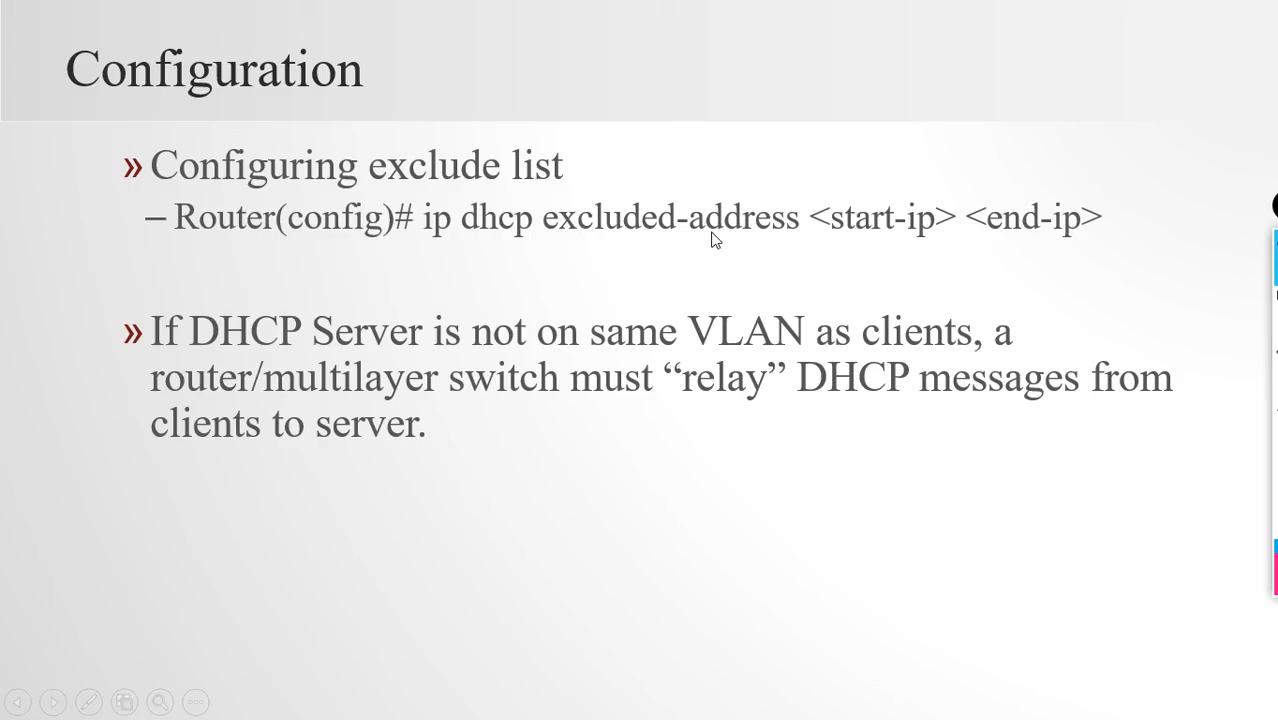 Configuration
» Configuring exclude list
– Router(config)# ip dhcp excluded-address <start-ip> <end-ip>
» If DHCP Server is not on same VLAN as clients, a
router/multilayer switch must “relay” DHCP messages from
clients to server.